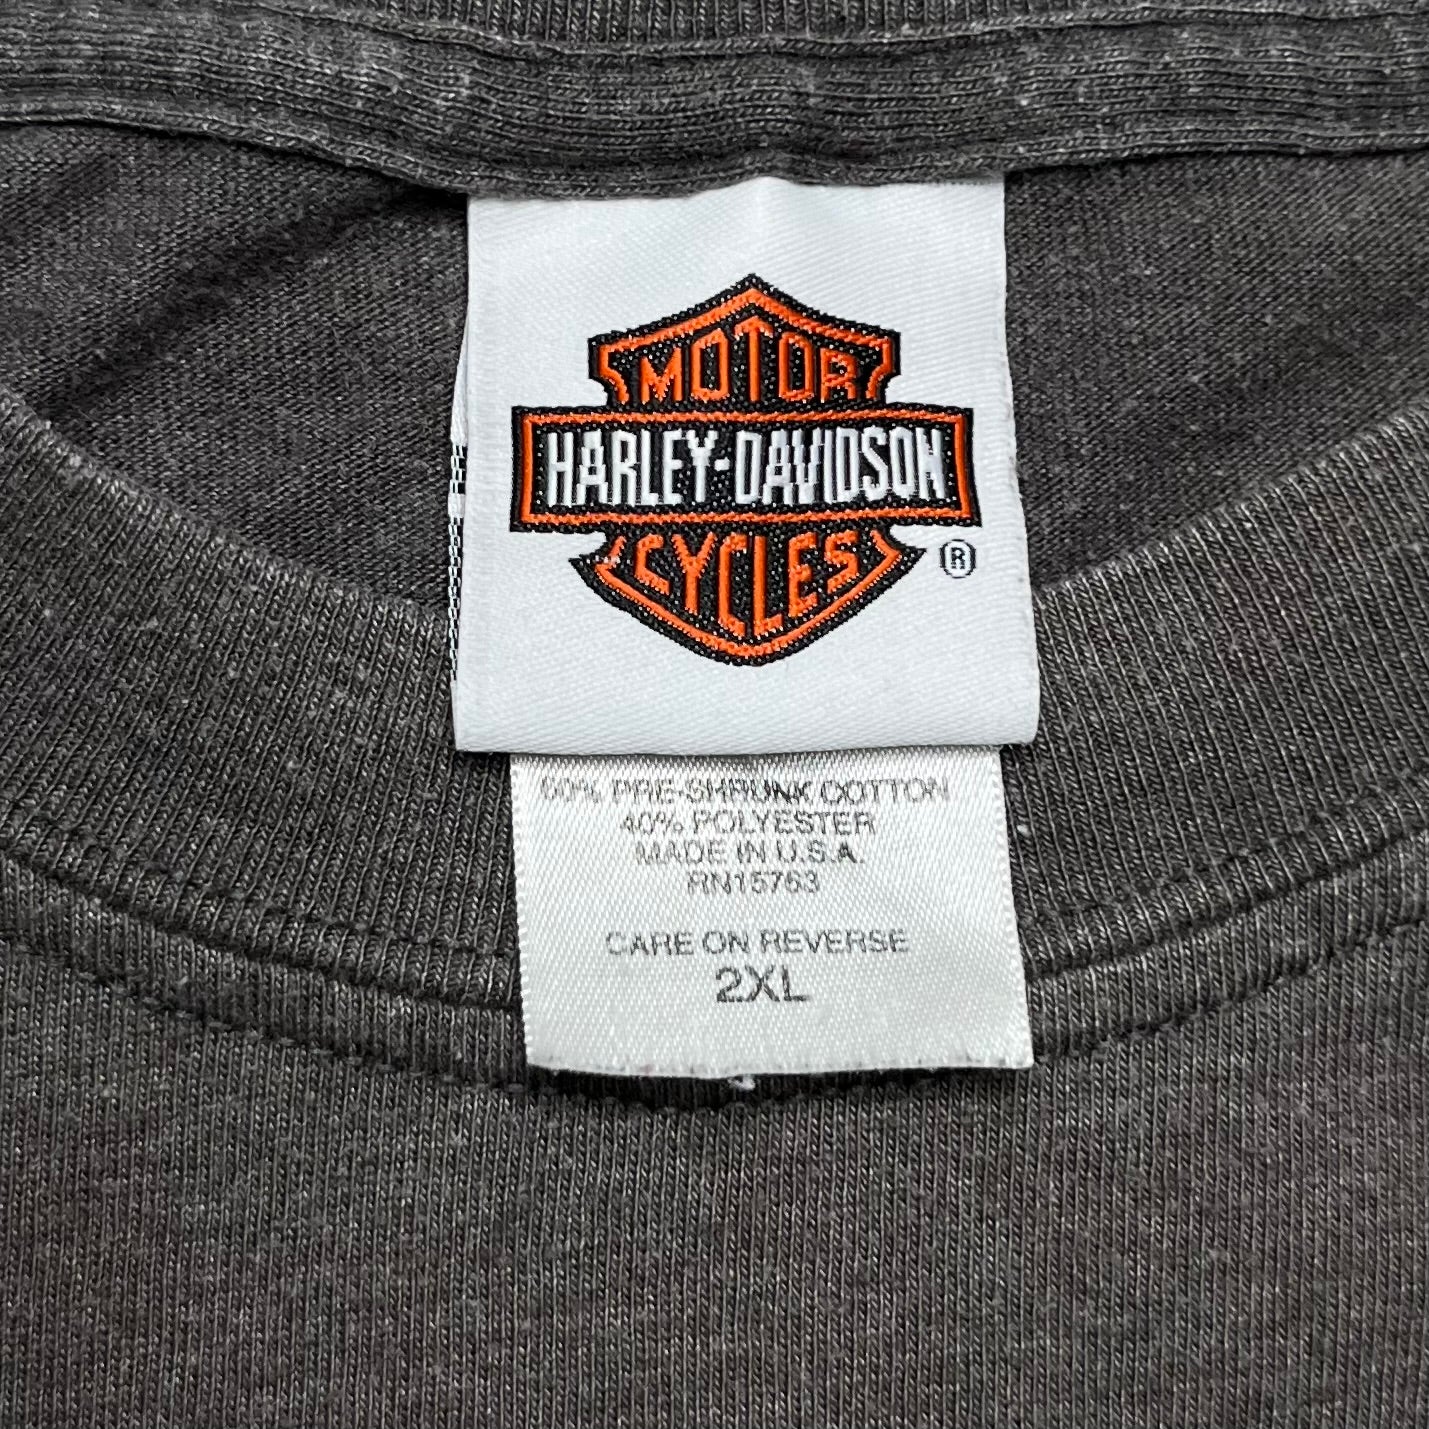 MOTOR
HARLEY-DAVIDSON
CYCLES
®
60% PRE-SHRUNK COTTON
40% POLYESTER
MADE IN U.S.A.
RN15763
CARE ON REVERSE
2XL